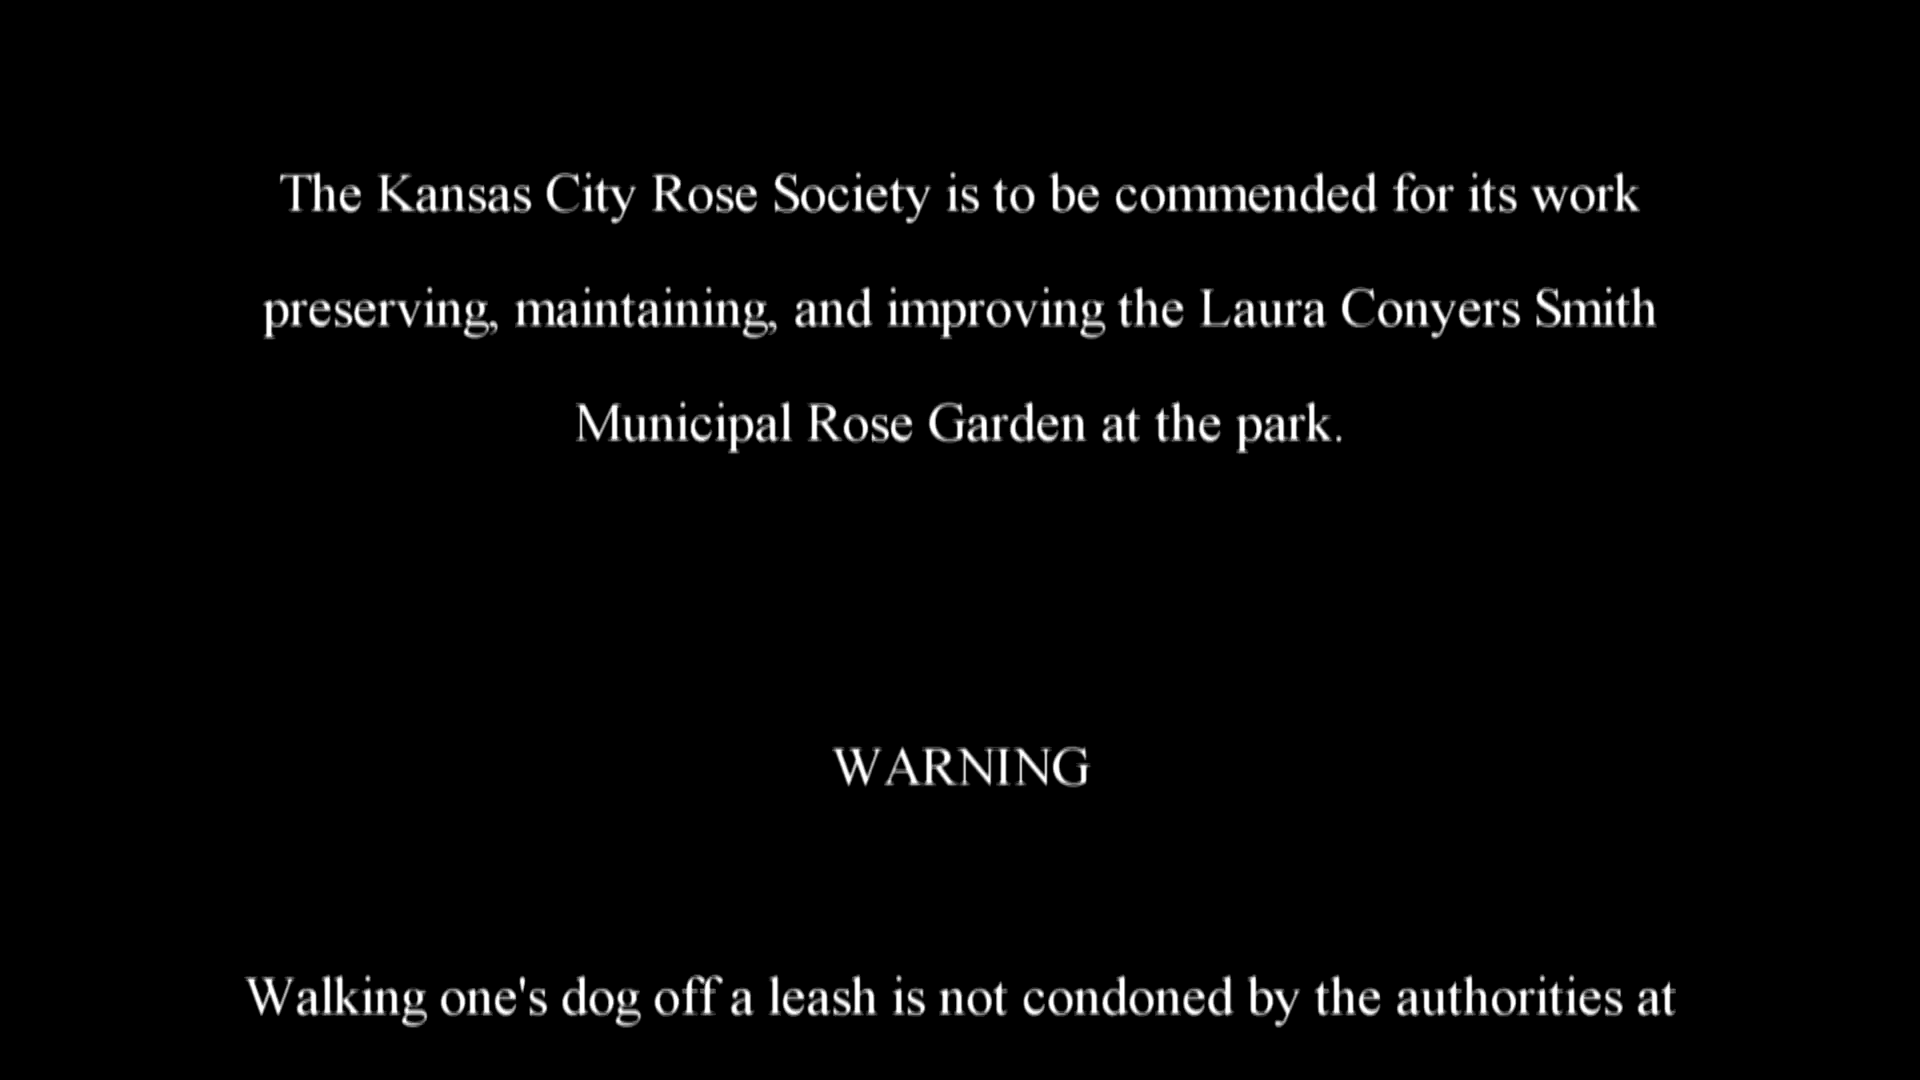 The Kansas City Rose Society is to be commended for its work
preserving, maintaining, and improving the Laura Conyers Smith
Municipal Rose Garden at the park.
WARNING
Walking one's dog off a leash is not condoned by the authorities at